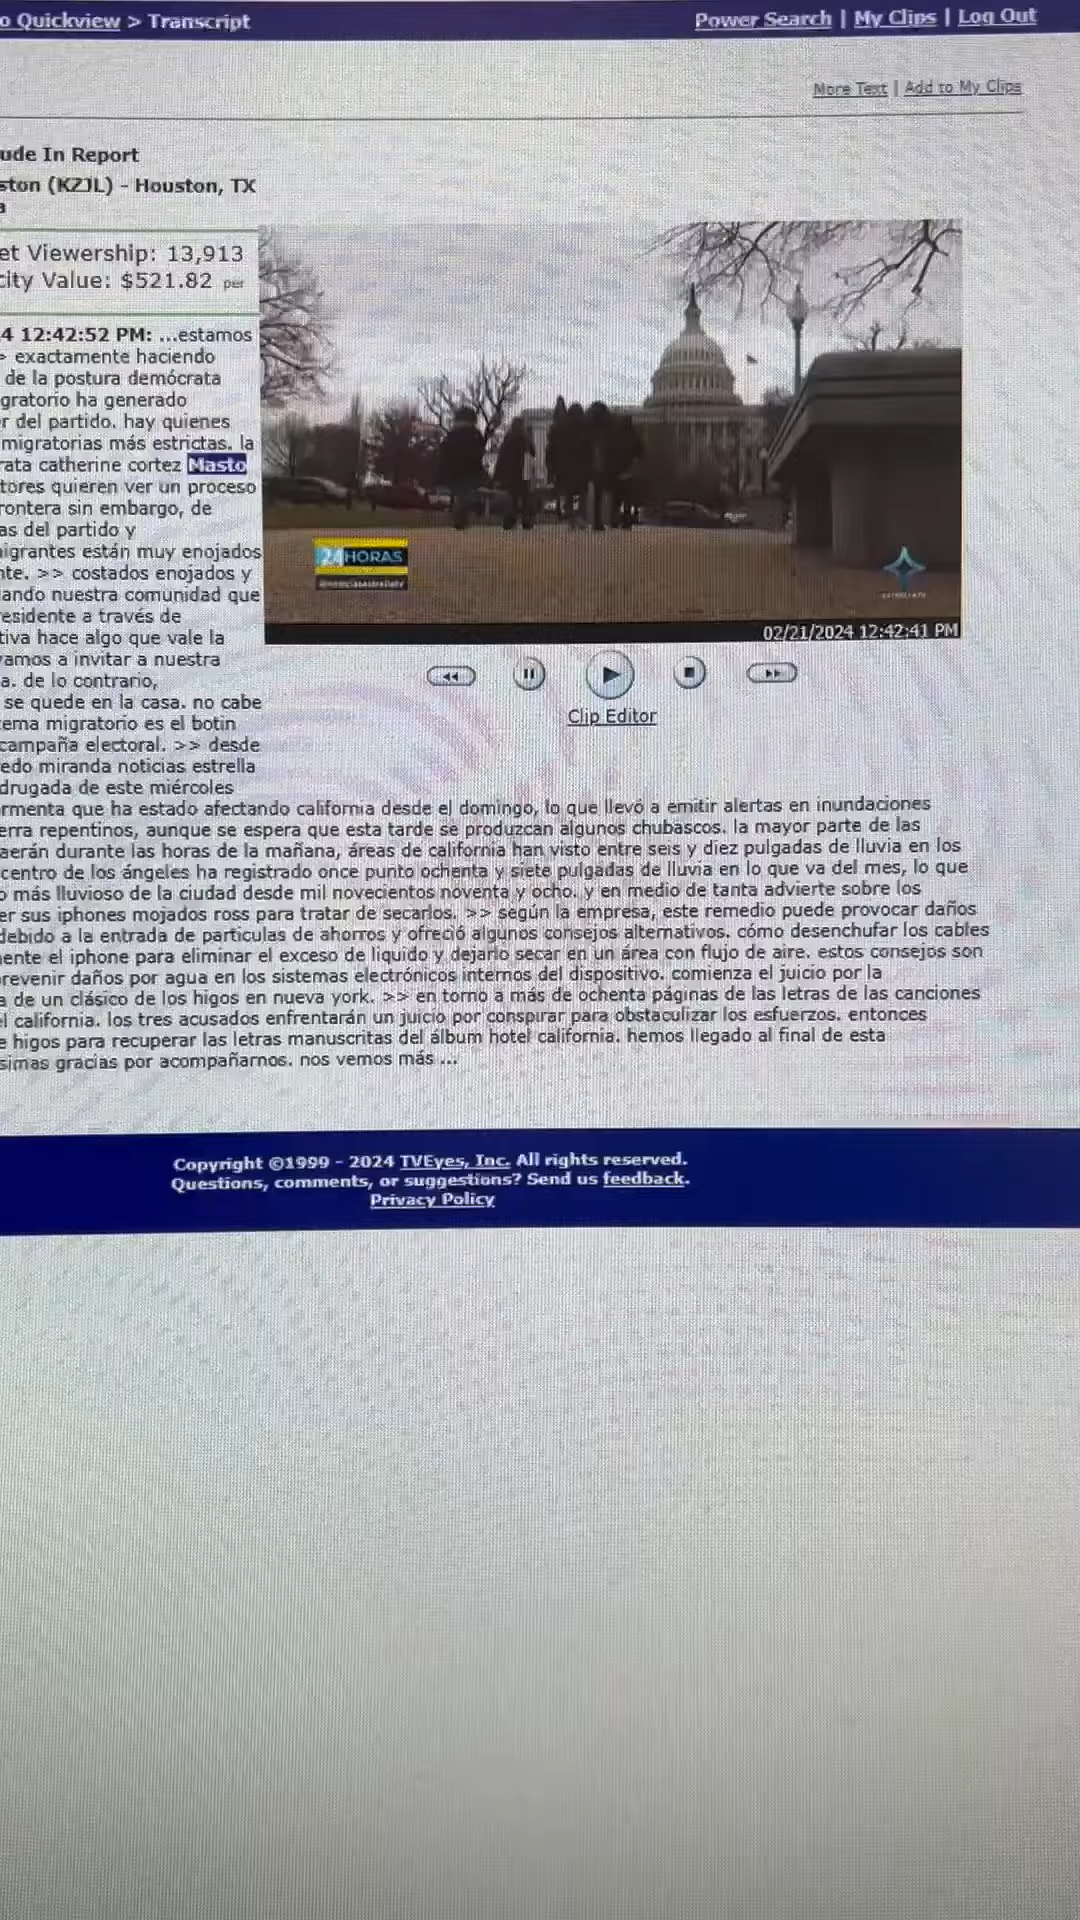 o Quickview > Transcript
Power Search | My Clips | Log Out
More Text | Add to My Clips
ude In Report
ston (KZJL) - Houston, TX
a
et Viewership: 13,913
city Value: $521.82 per
4 12:42:52 PM: ...estamos
> exactamente haciendo
de la postura demócrata
gratorio ha generado
r del partido. hay quienes
migratorias más estrictas. la
rata catherine cortez Masto
tores quieren ver un proceso
rontera sin embargo, de
as del partido y
igrantes están muy enojados
nte. >> costados enojados y
ando nuestra comunidad que
residente a través de
tiva hace algo que vale la
vamos a invitar a nuestra
a. de lo contrario,
se quede en la casa. no cabe
tema migratorio es el botin
campaña electoral. >> desde
edo miranda noticias estrella
drugada de este miércoles
24 HORAS
02/21/2024 12:42:41 PM
Clip Editor
rmenta que ha estado afectando california desde el domingo, lo que llevó a emitir alertas en inundaciones
erra repentinos, aunque se espera que esta tarde se produzcan algunos chubascos. la mayor parte de las
aerán durante las horas de la mañana, áreas de california han visto entre seis y diez pulgadas de lluvia en los
centro de los ángeles ha registrado once punto ochenta y siete pulgadas de lluvia en lo que va del mes, lo que
o más lluvioso de la ciudad desde mil novecientos noventa y ocho. y en medio de tanta advierte sobre los
er sus iphones mojados ross para tratar de secarlos. >> según la empresa, este remedio puede provocar daños
debido a la entrada de particulas de ahorros y ofreció algunos consejos alternativos. cómo desenchufar los cables
ente el iphone para eliminar el exceso de liquido y dejarlo secar en un área con flujo de aire. estos consejos son
prevenir daños por agua en los sistemas electrónicos internos del dispositivo. comienza el juicio por la
a de un clásico de los higos en nueva york. >> en torno a más de ochenta páginas de las letras de las canciones
el california. los tres acusados enfrentarán un juicio por conspirar para obstaculizar los esfuerzos. entonces
e higos para recuperar las letras manuscritas del álbum hotel california. hemos llegado al final de esta
simas gracias por acompañarnos. nos vemos más ...
Copyright ©1999 - 2024 TVEyes, Inc. All rights reserved.
Questions, comments, or suggestions? Send us feedback.
Privacy Policy